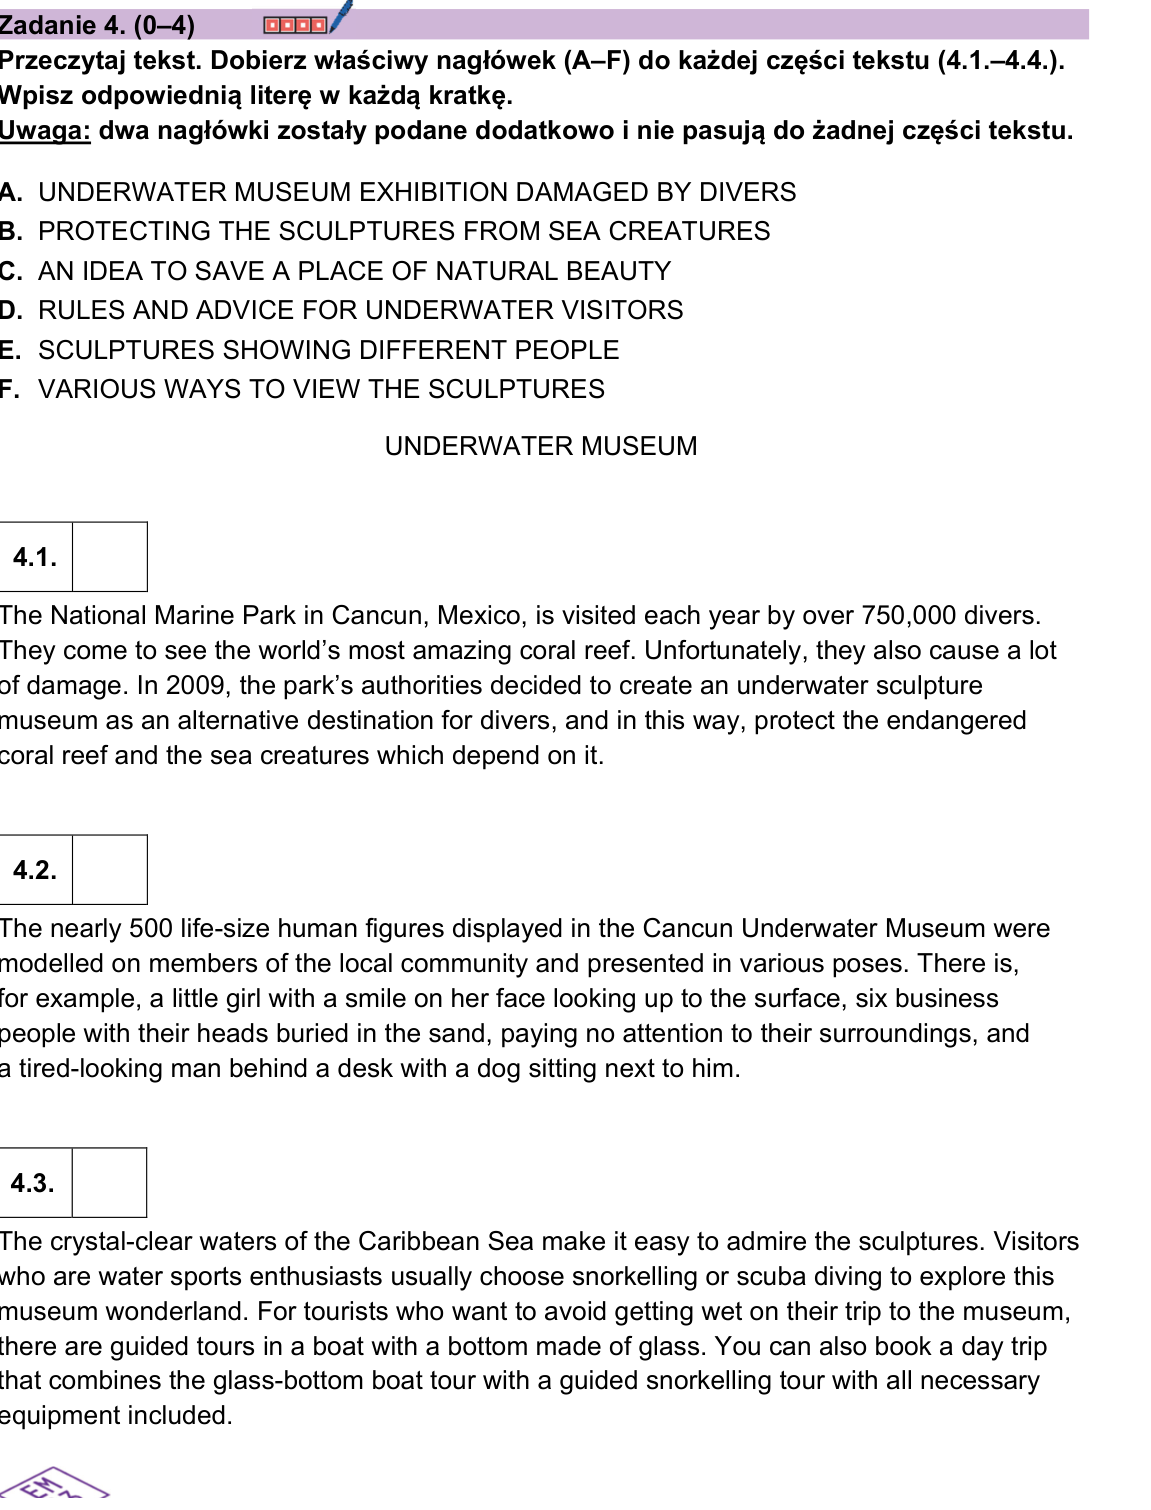 Zadanie 4. (0–4)
Przeczytaj tekst. Dobierz właściwy nagłówek (A–F) do każdej części tekstu (4.1.–4.4.).
Wpisz odpowiednią literę w każdą kratkę.
Uwaga: dwa nagłówki zostały podane dodatkowo i nie pasują do żadnej części tekstu.
A. UNDERWATER MUSEUM EXHIBITION DAMAGED BY DIVERS
B. PROTECTING THE SCULPTURES FROM SEA CREATURES
C. AN IDEA TO SAVE A PLACE OF NATURAL BEAUTY
D. RULES AND ADVICE FOR UNDERWATER VISITORS
E. SCULPTURES SHOWING DIFFERENT PEOPLE
F. VARIOUS WAYS TO VIEW THE SCULPTURES
UNDERWATER MUSEUM
4.1.
The National Marine Park in Cancun, Mexico, is visited each year by over 750,000 divers.
They come to see the world’s most amazing coral reef. Unfortunately, they also cause a lot
of damage. In 2009, the park’s authorities decided to create an underwater sculpture
museum as an alternative destination for divers, and in this way, protect the endangered
coral reef and the sea creatures which depend on it.
4.2.
The nearly 500 life-size human figures displayed in the Cancun Underwater Museum were
modelled on members of the local community and presented in various poses. There is,
for example, a little girl with a smile on her face looking up to the surface, six business
people with their heads buried in the sand, paying no attention to their surroundings, and
a tired-looking man behind a desk with a dog sitting next to him.
4.3.
The crystal-clear waters of the Caribbean Sea make it easy to admire the sculptures. Visitors
who are water sports enthusiasts usually choose snorkelling or scuba diving to explore this
museum wonderland. For tourists who want to avoid getting wet on their trip to the museum,
there are guided tours in a boat with a bottom made of glass. You can also book a day trip
that combines the glass-bottom boat tour with a guided snorkelling tour with all necessary
equipment included.